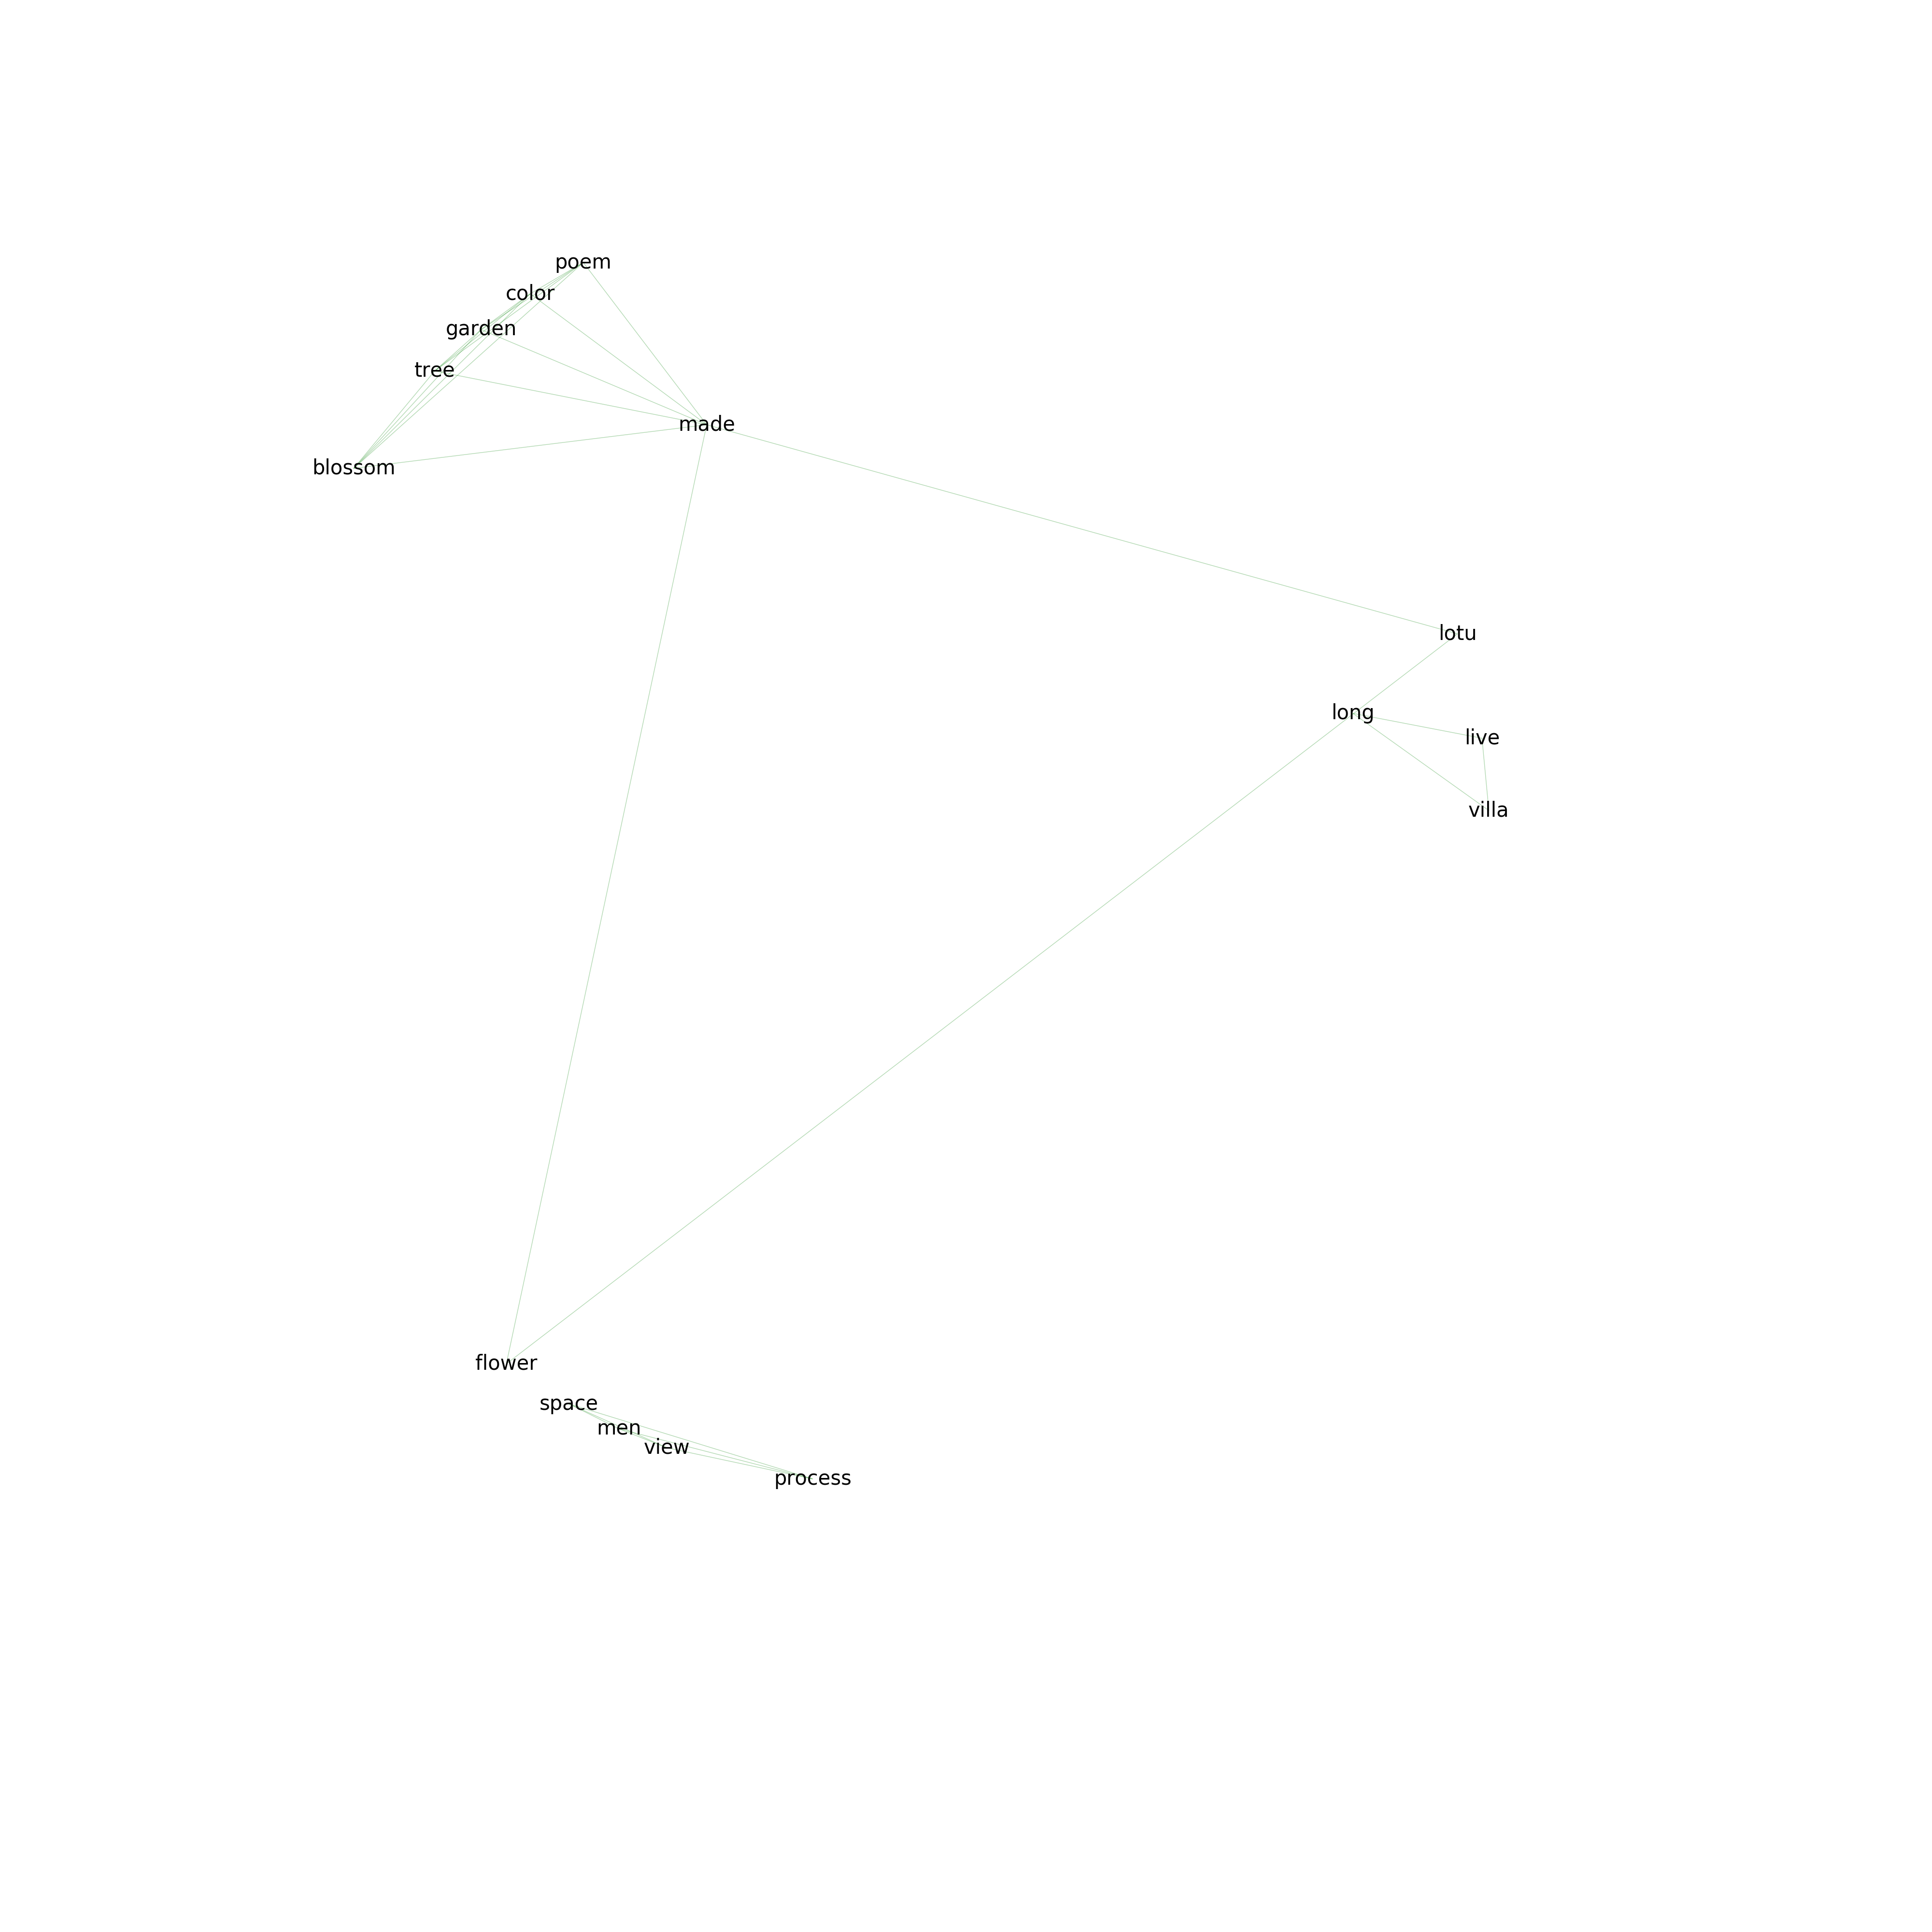 poem
color
garden
tree
made
blossom
lotu
long
live
villa
flower
space
men
view
process